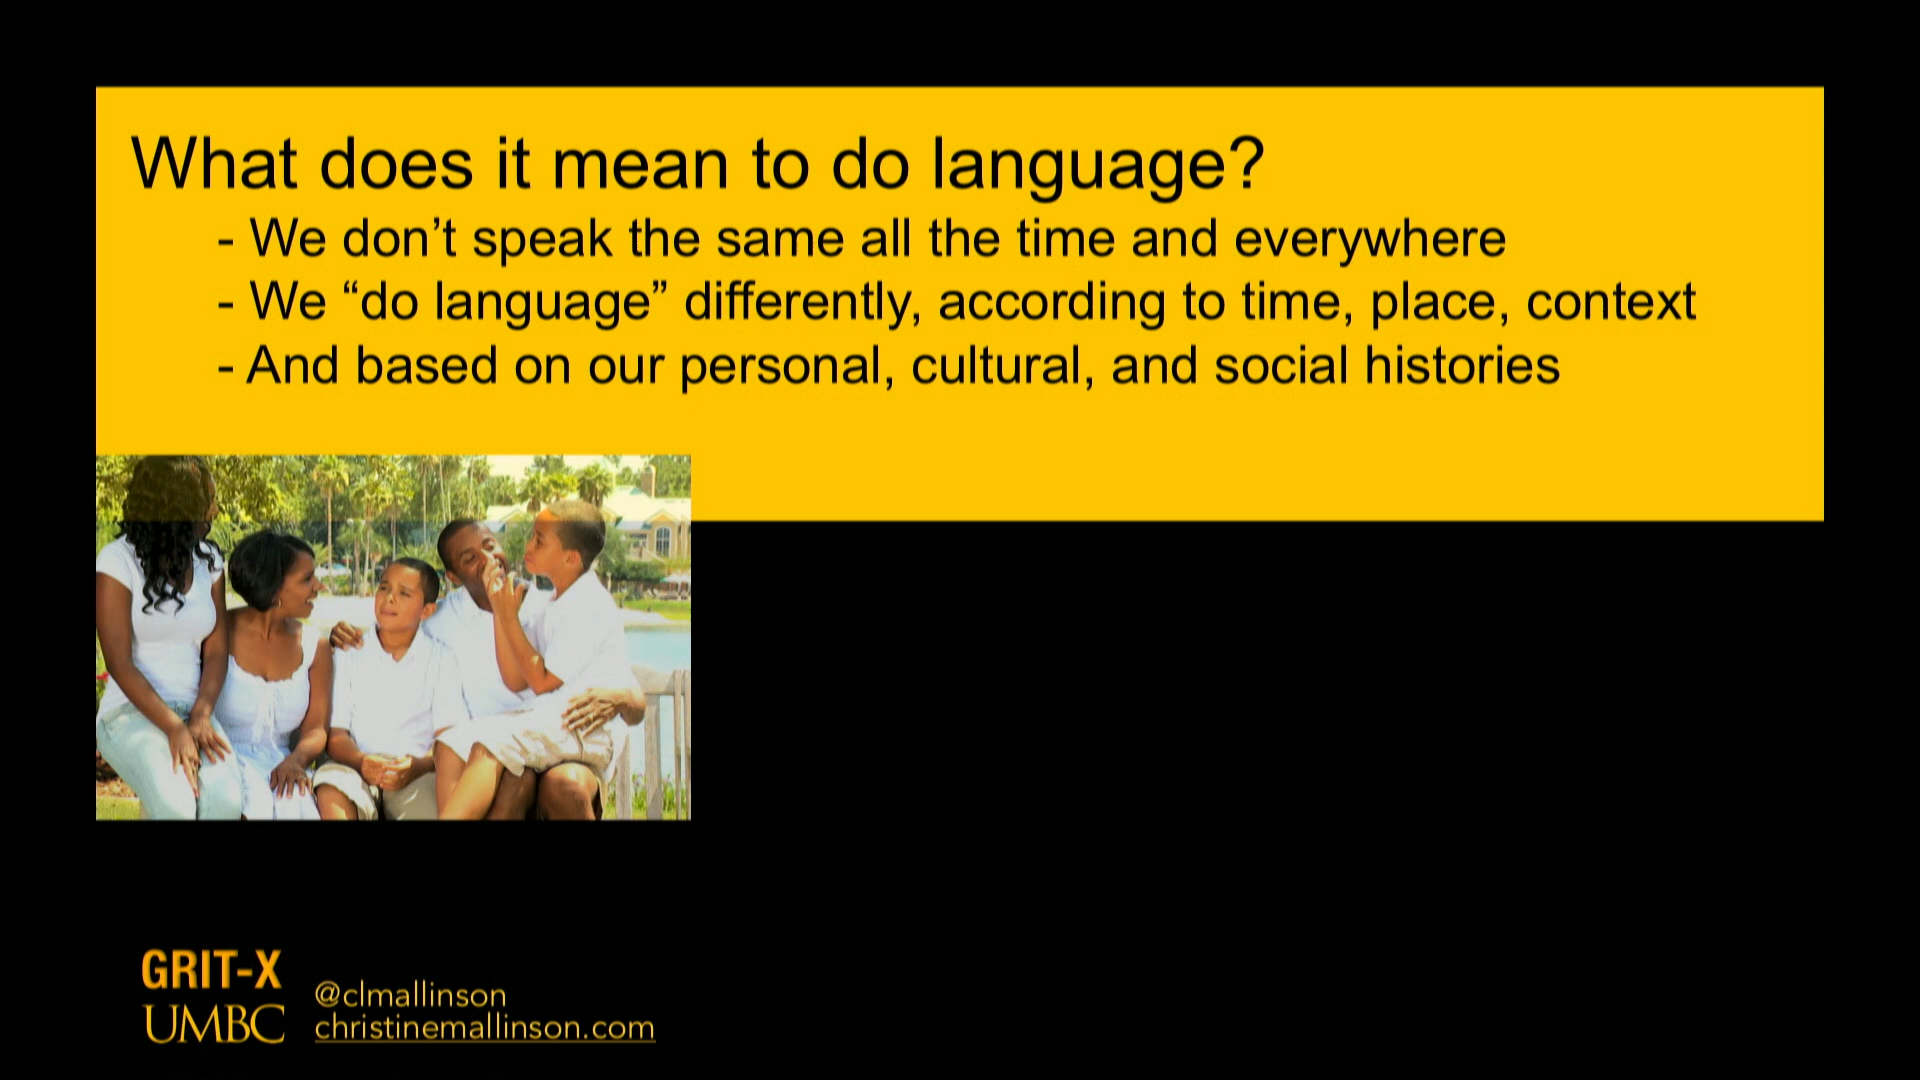 What does it mean to do language?
- We don’t speak the same all the time and everywhere
- We “do language” differently, according to time, place, context
- And based on our personal, cultural, and social histories
GRIT-X
UMBC
@clmallinson
christinemallinson.com